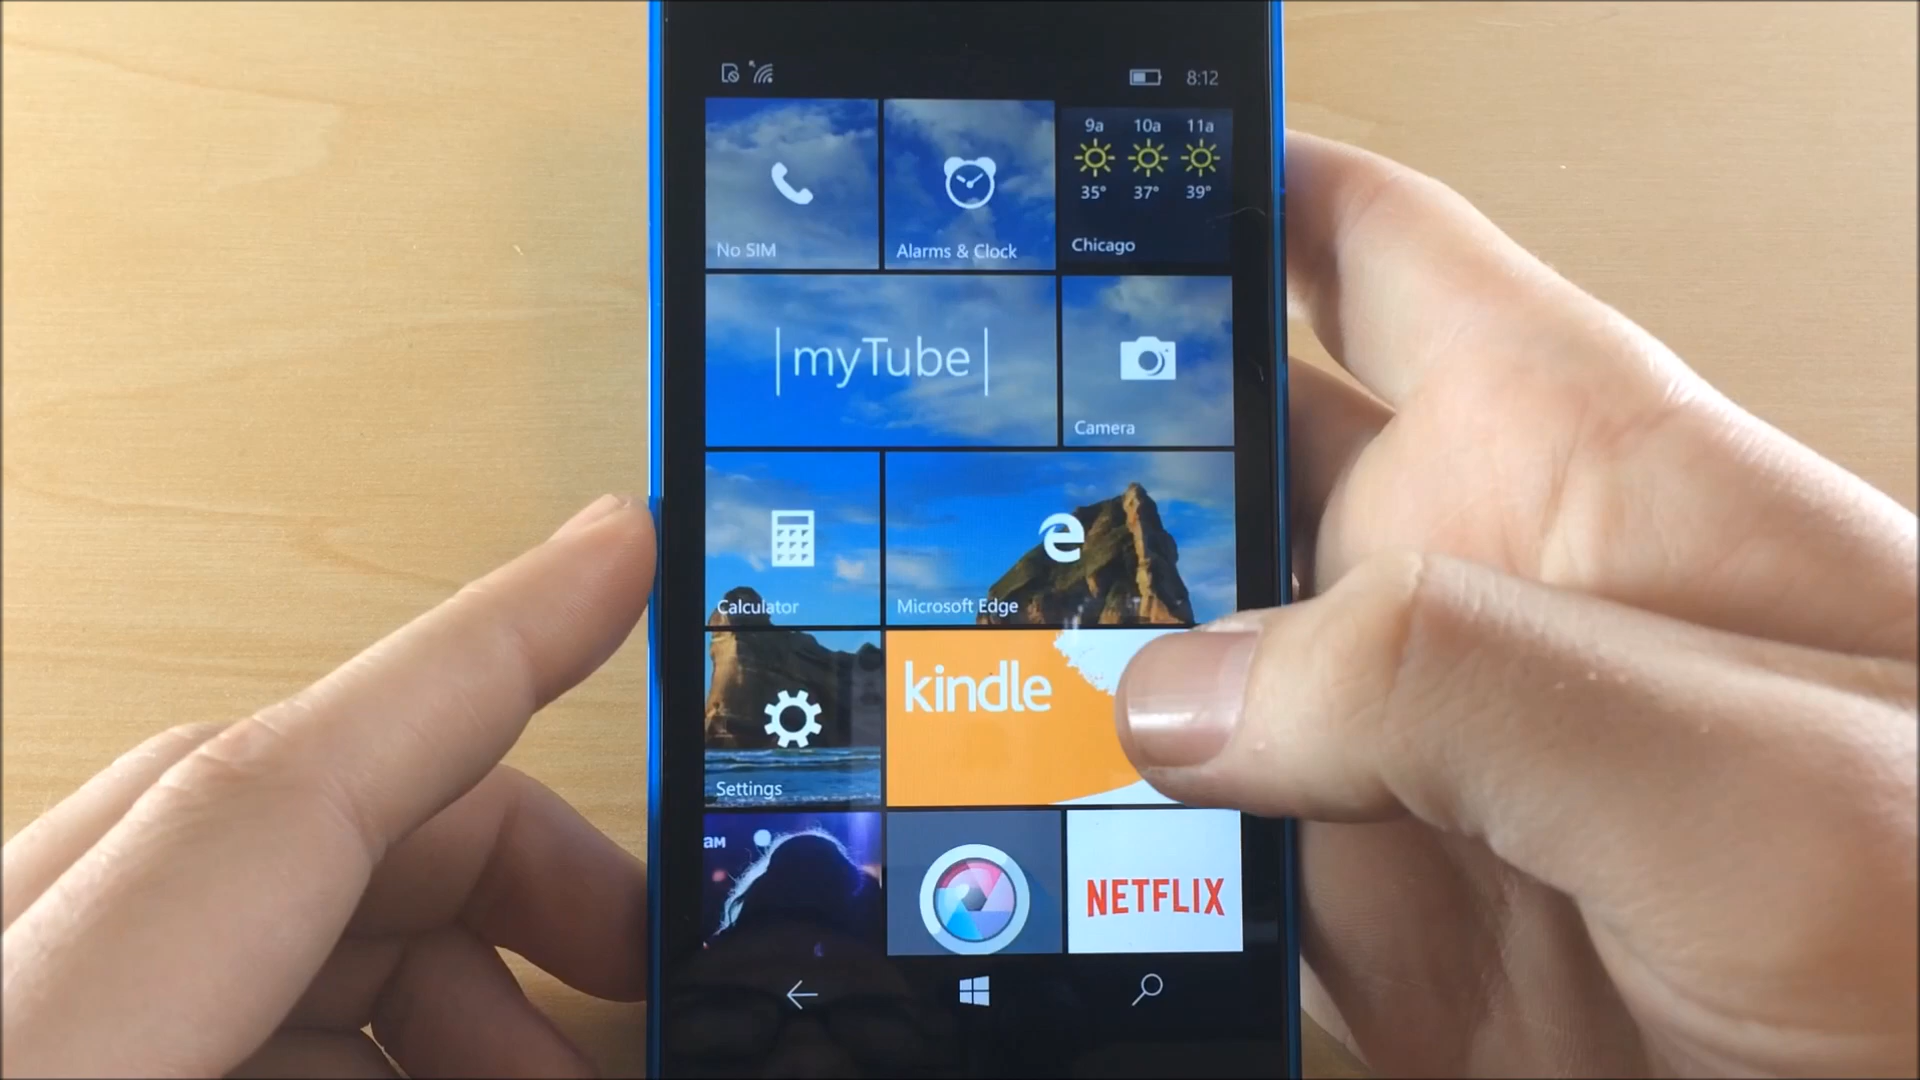 8:12
9a 10a 11a
35° 37° 39°
No SIM
Alarms & Clock
Chicago
|myTube|
Camera
Calculator
Microsoft Edge
kindle
Settings
AM
NETFLIX